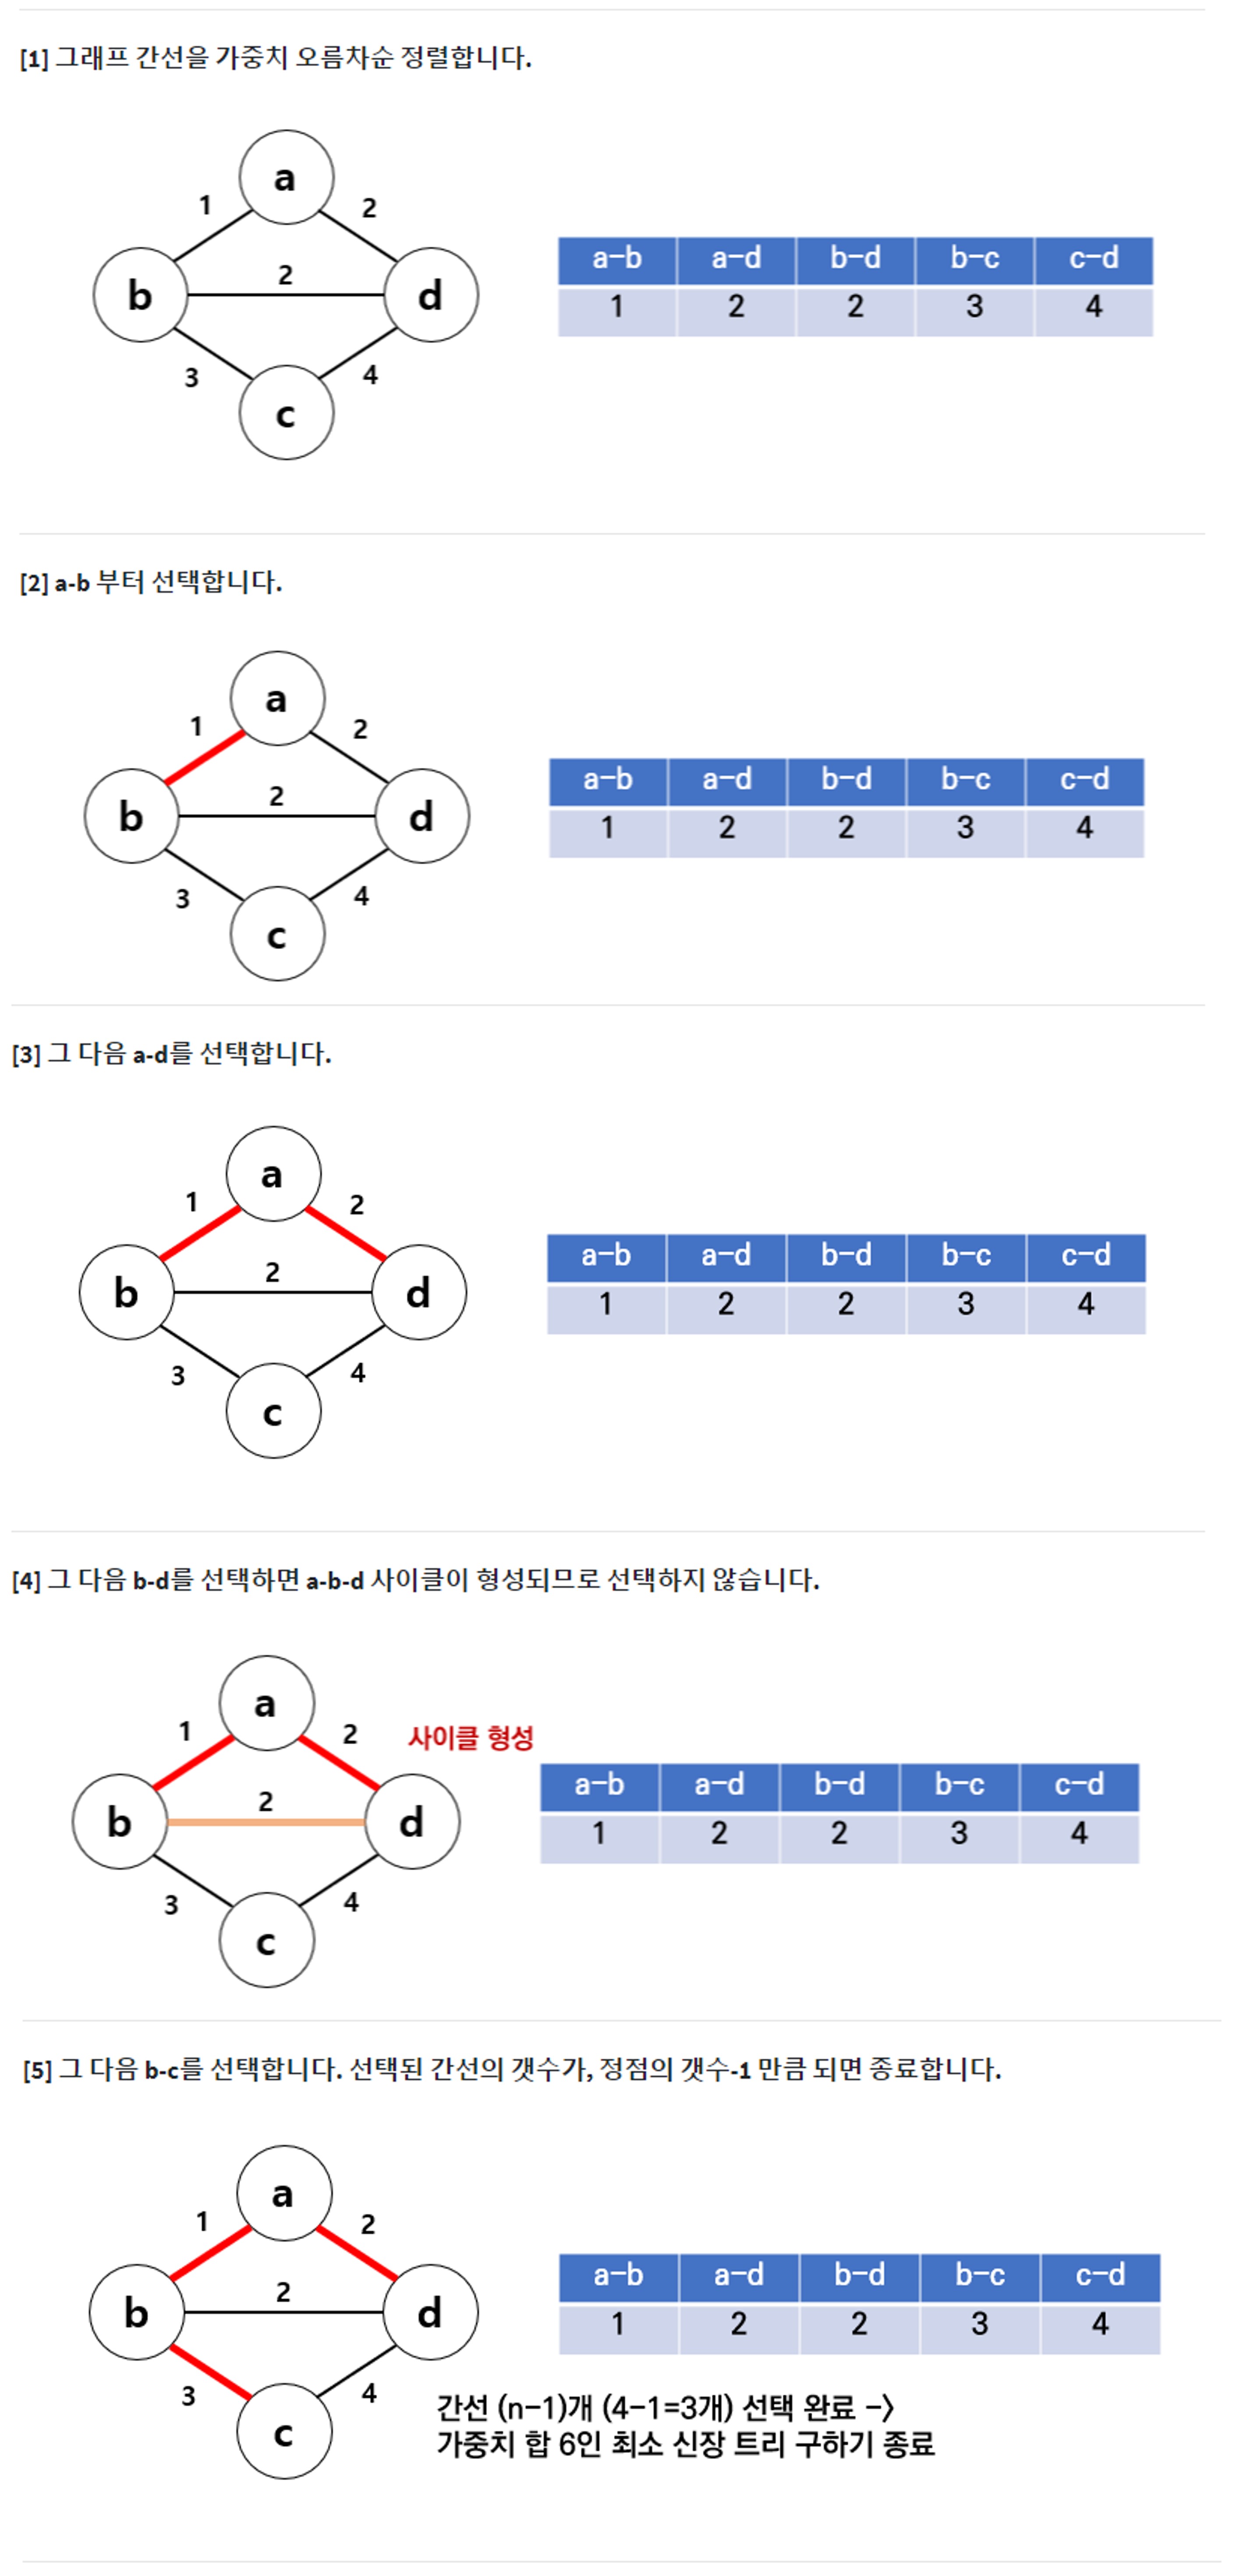 [1] 그래프 간선을 가중치 오름차순 정렬합니다.
a
1
2
b
2
d
3
4
c
a-b a-d b-d b-c c-d
1 2 2 3 4
[2] a-b 부터 선택합니다.
a
1
2
b
2
d
3
4
c
a-b a-d b-d b-c c-d
1 2 2 3 4
[3] 그 다음 a-d를 선택합니다.
a
1
2
b
2
d
3
4
c
a-b a-d b-d b-c c-d
1 2 2 3 4
[4] 그 다음 b-d를 선택하면 a-b-d 사이클이 형성되므로 선택하지 않습니다.
a
1
2
사이클 형성
b
2
d
3
4
c
a-b a-d b-d b-c c-d
1 2 2 3 4
[5] 그 다음 b-c를 선택합니다. 선택된 간선의 갯수가, 정점의 갯수-1 만큼 되면 종료합니다.
a
1
2
b
2
d
3
4
c
a-b a-d b-d b-c c-d
1 2 2 3 4
간선 (n-1)개 (4-1=3개) 선택 완료 ->
가중치 합 6인 최소 신장 트리 구하기 종료